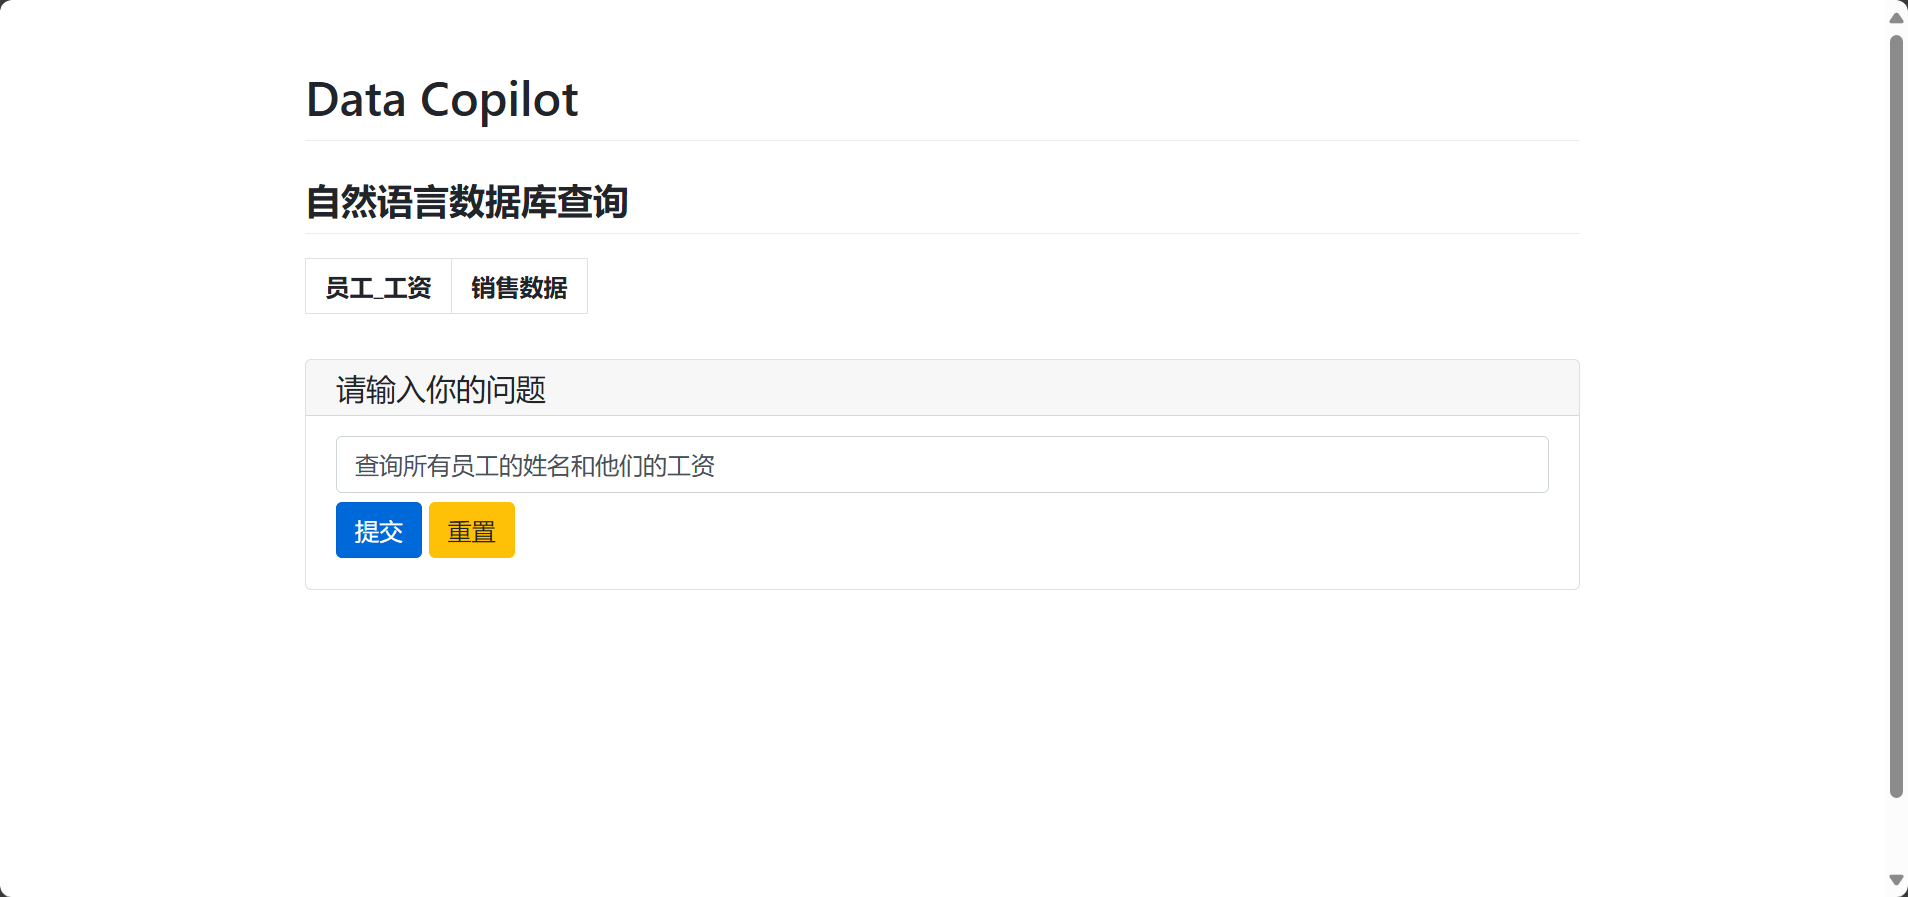 Data Copilot
自然语言数据库查询
员工_工资 销售数据
请输入你的问题
查询所有员工的姓名和他们的工资
提交 重置